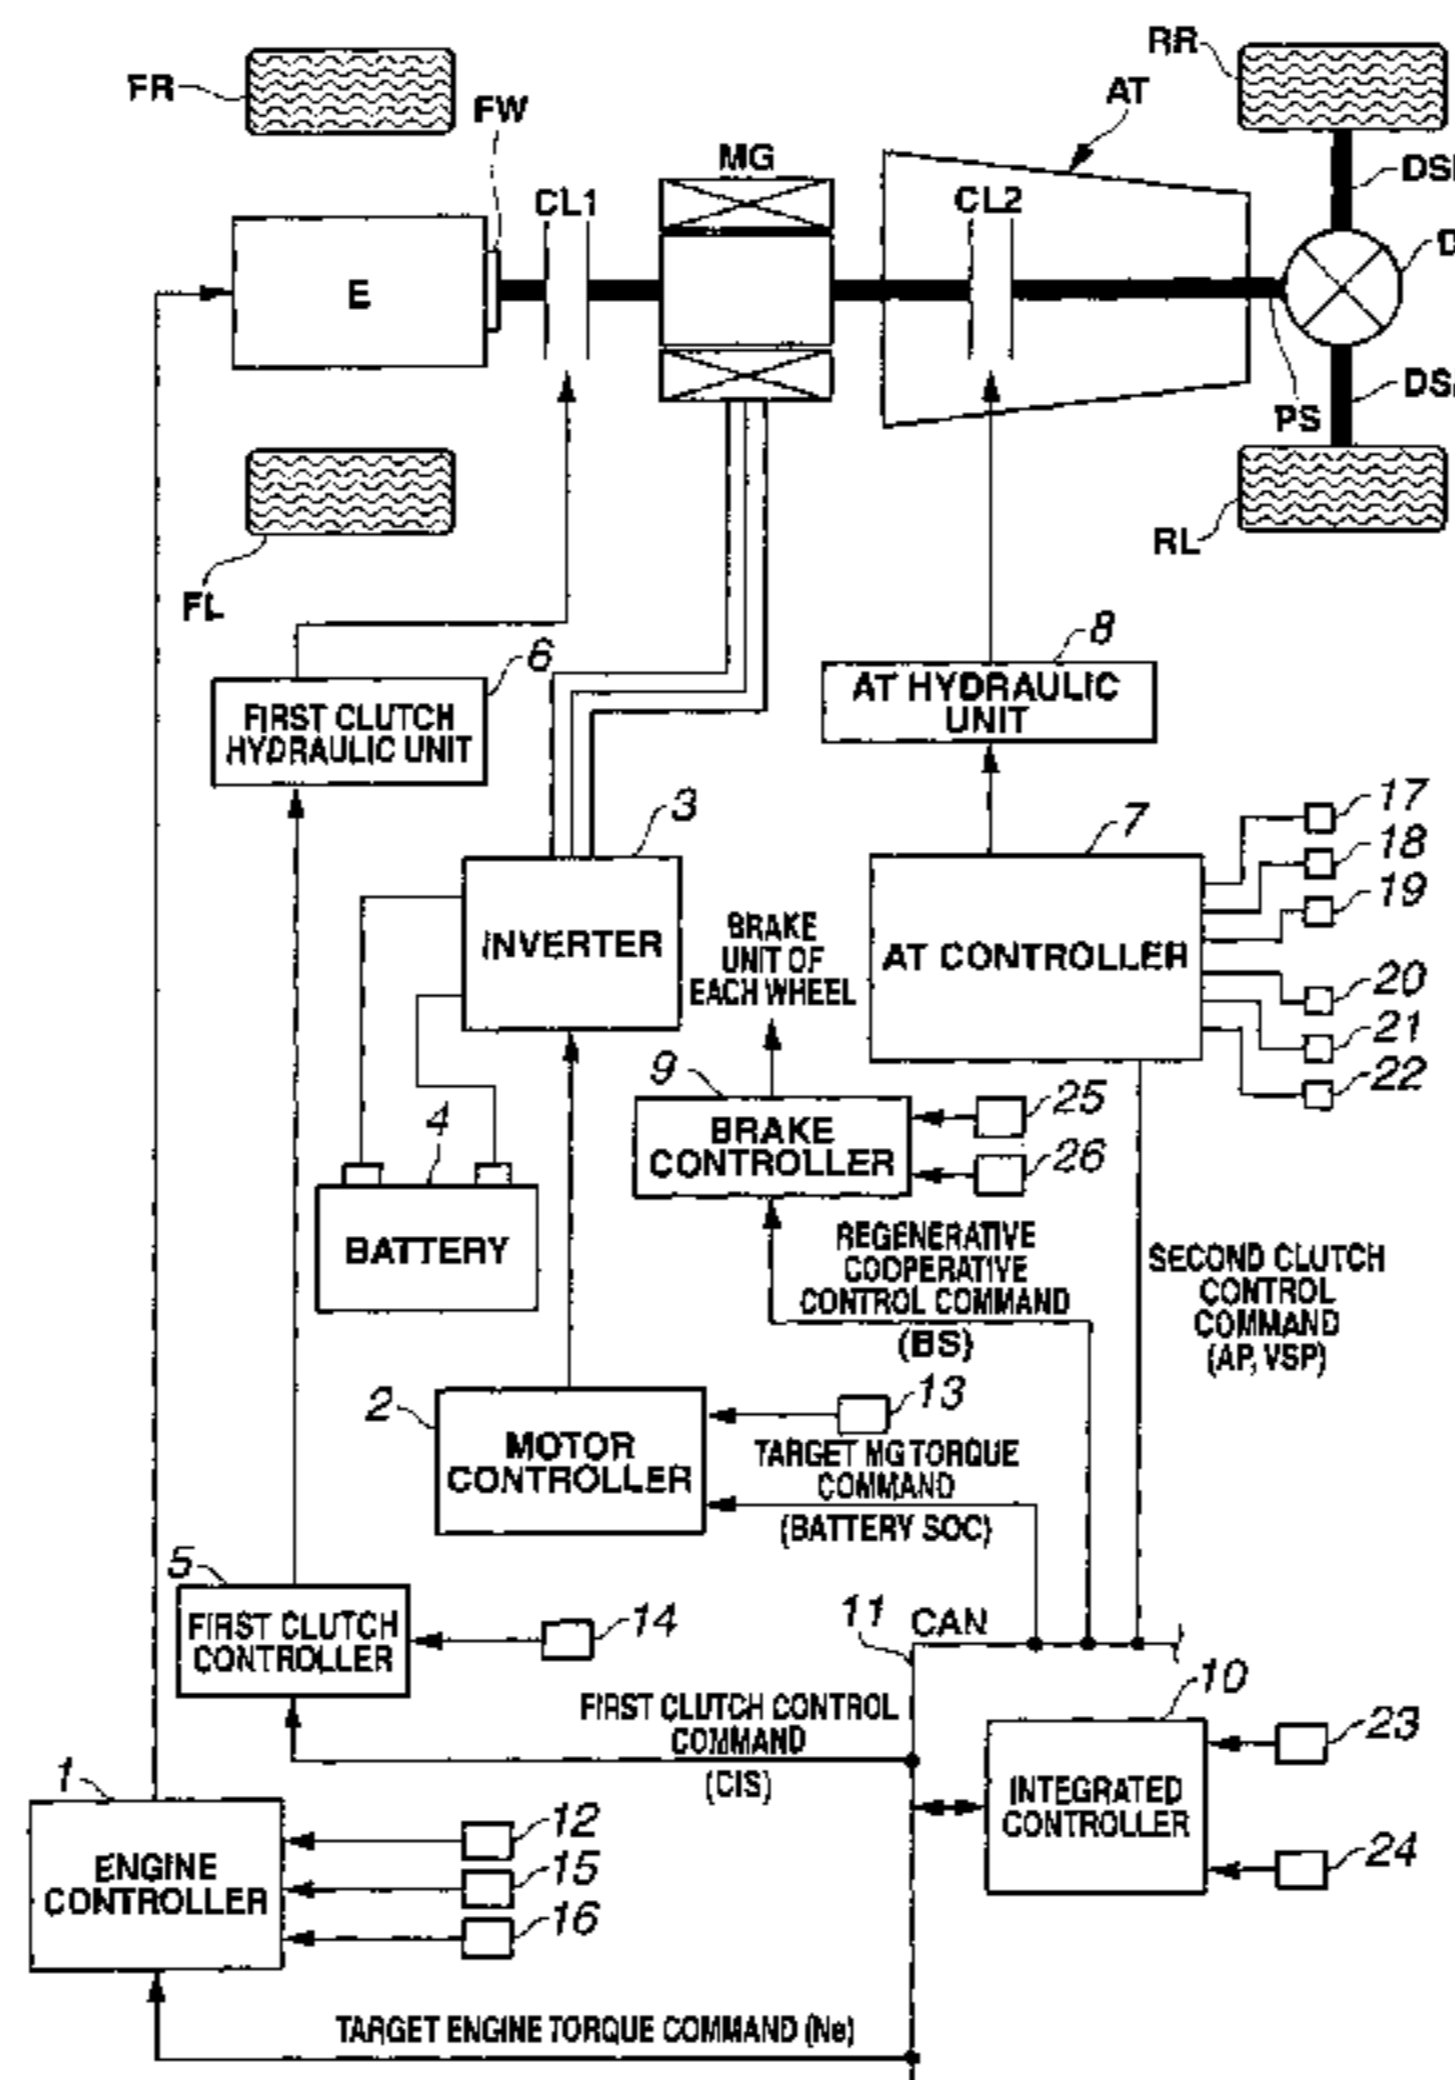 RR
FR
FW
AT
MG
CL1
CL2
E
PS
RL
FL
6
FIRST CLUTCH
HYDRAULIC UNIT
8
AT HYDRAULIC
UNIT
3
INVERTER
7
AT CONTROLLER
17
18
19
20
21
22
BRAKE
UNIT OF
EACH WHEEL
9
BRAKE
CONTROLLER
25
26
4
BATTERY
REGENERATIVE
COOPERATIVE
CONTROL COMMAND
(BS)
SECOND CLUTCH
CONTROL
COMMAND
(AP, VSP)
2
MOTOR
CONTROLLER
13
TARGET MG TORQUE
COMMAND
(BATTERY SOC)
5
FIRST CLUTCH
CONTROLLER
14
11
CAN
FIRST CLUTCH CONTROL
COMMAND
(CIS)
10
INTEGRATED
CONTROLLER
23
24
1
ENGINE
CONTROLLER
12
15
16
TARGET ENGINE TORQUE COMMAND (Ne)